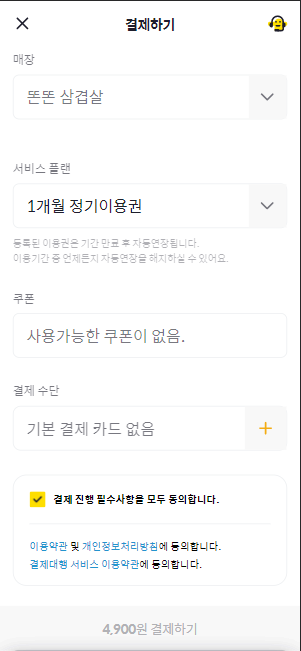 결제하기
매장
똔똔 삼겹살
서비스 플랜
1개월 정기이용권
등록된 이용권은 기간 만료 후 자동연장됩니다.
이용기간 중 언제든지 자동연장을 해지하실 수 있어요.
쿠폰
사용가능한 쿠폰이 없음.
결제 수단
기본 결제 카드 없음
결제 진행 필수사항을 모두 동의합니다.
이용약관 및 개인정보처리방침에 동의합니다.
결제대행 서비스 이용약관에 동의합니다.
4,900원 결제하기